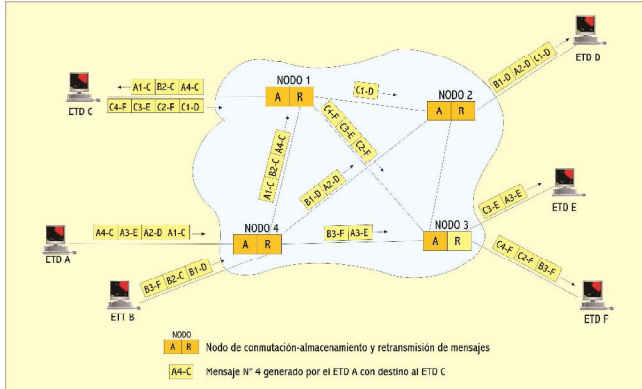 ETD D
B1-D A2-D C1-D
NODO 1
A R
A1-C B2-C A4-C
C4-F C3-E C2-F C1-D
ETD C
C1-D
NODO 2
A R
C4-F C3-E C2-F
A1-C B2-C A4-C
B1-D A2-D
C3-E A3-E
ETD E
NODO 3
A R
NODO 4
A R
B3-F A3-E
A4-C A3-E A2-D A1-C
ETD A
C4-F C2-F B3-F
B3-F B2-C B1-D
ETT B
ETD F
NODO
A R
Nodo de conmutación-almacenamiento y retransmisión de mensajes
A4-C
Mensaje N° 4 generado por el ETD A con destino al ETD C